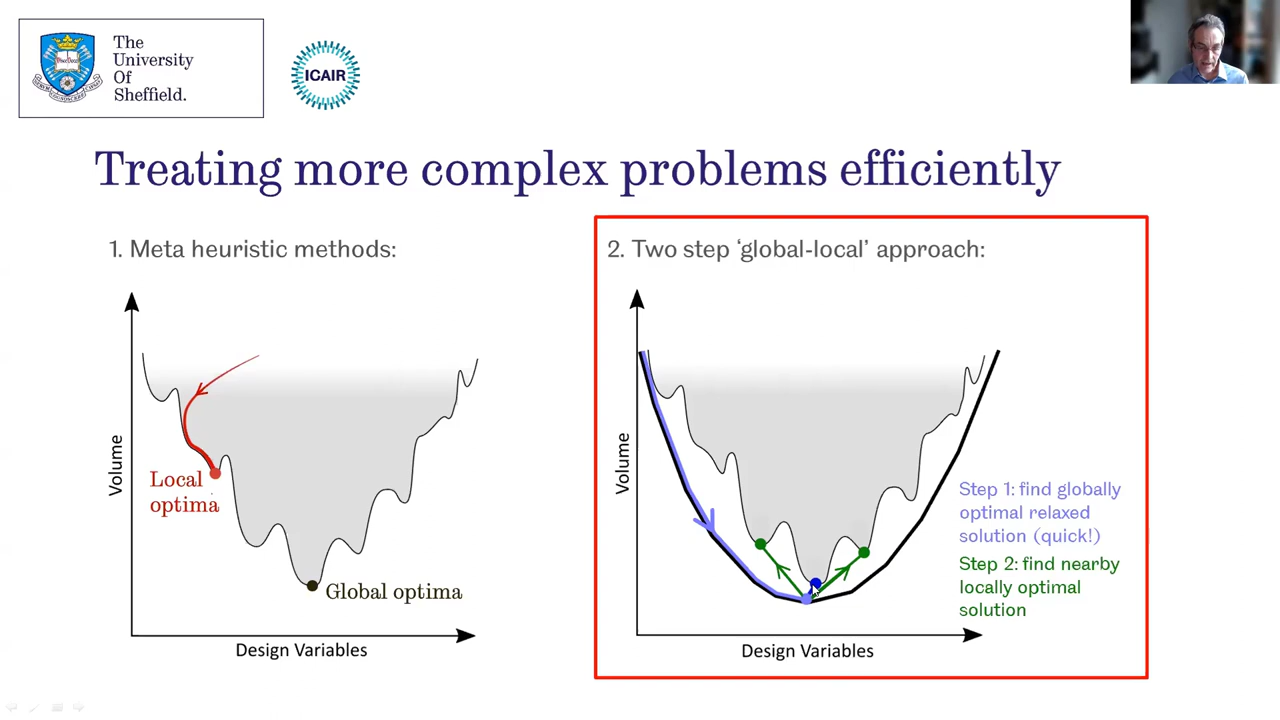 The
University
Of
Sheffield.
ICAIR
Treating more complex problems efficiently
1. Meta heuristic methods:
Volume
Local
optima
Global optima
Design Variables
2. Two step ‘global-local’ approach:
Volume
Step 1: find globally
optimal relaxed
solution (quick!)
Step 2: find nearby
locally optimal
solution
Design Variables